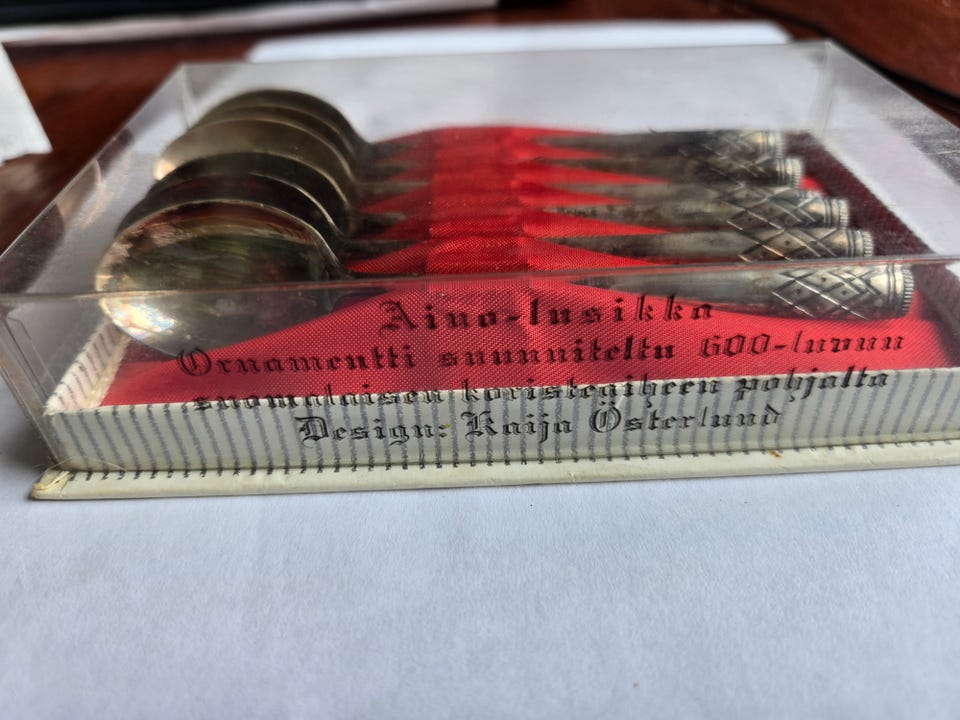 Aino-lusikka
Ornamentti suunniteltu 600-luvun
suomalaisen koristeaiheen pohjalta
Design: Kaija Österlund